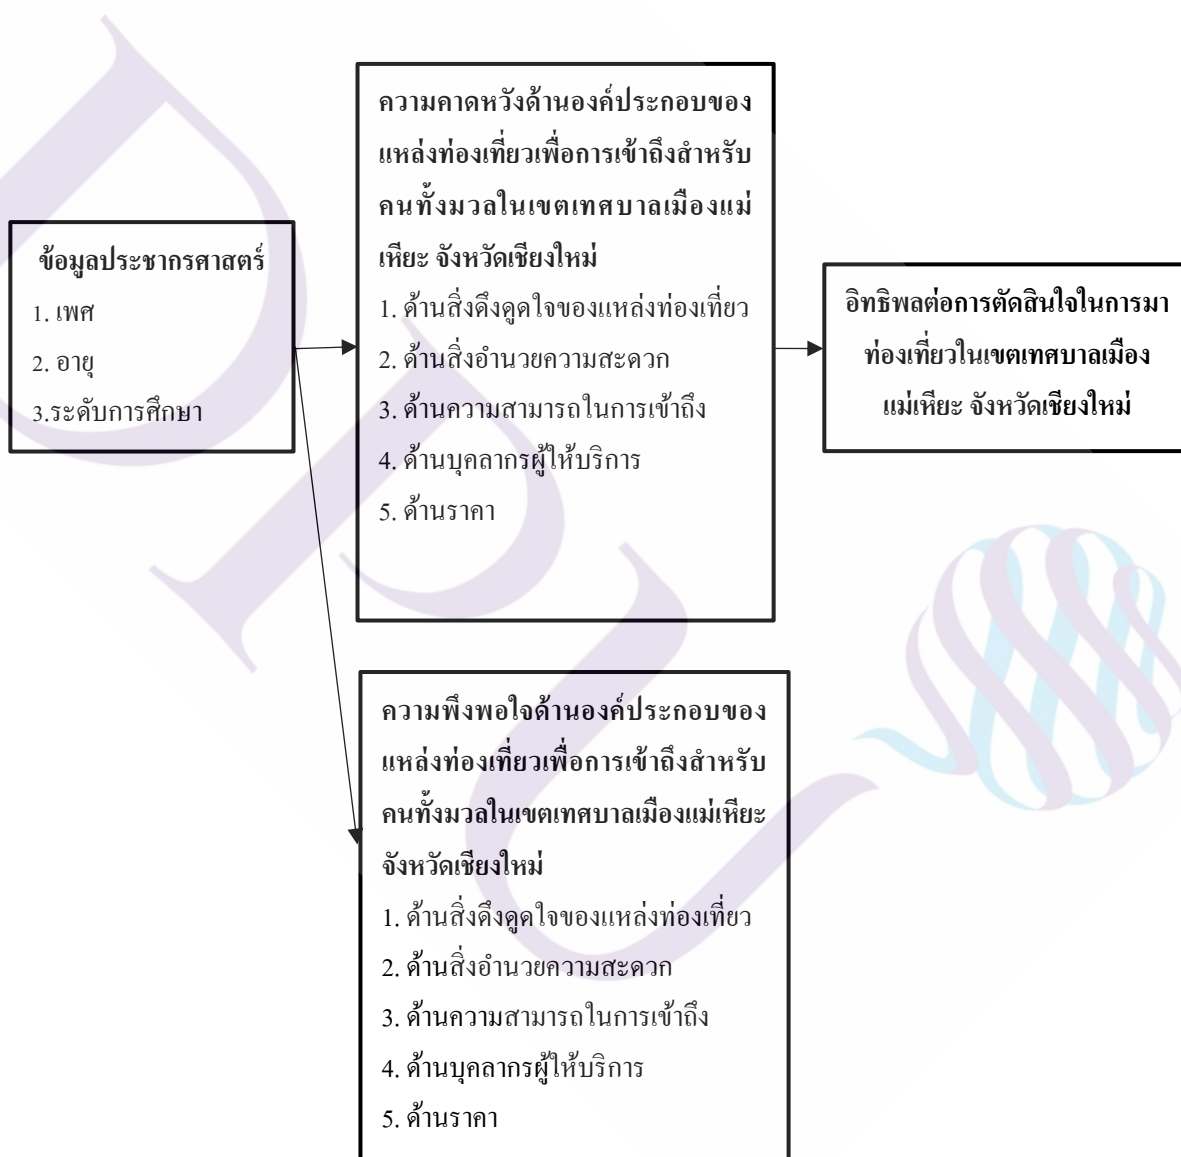 ข้อมูลประชากรศาสตร์
1. เพศ
2. อายุ
3.ระดับการศึกษา
ความคาดหวังด้านองค์ประกอบของ
แหล่งท่องเที่ยวเพื่อการเข้าถึงสำหรับ
คนทั้งมวลในเขตเทศบาลเมืองแม่
เหียะ จังหวัดเชียงใหม่
1. ด้านสิ่งดึงดูดใจของแหล่งท่องเที่ยว
2. ด้านสิ่งอำนวยความสะดวก
3. ด้านความสามารถในการเข้าถึง
4. ด้านบุคลากรผู้ให้บริการ
5. ด้านราคา
อิทธิพลต่อการตัดสินใจในการมา
ท่องเที่ยวในเขตเทศบาลเมือง
แม่เหียะ จังหวัดเชียงใหม่
ความพึงพอใจด้านองค์ประกอบของ
แหล่งท่องเที่ยวเพื่อการเข้าถึงสำหรับ
คนทั้งมวลในเขตเทศบาลเมืองแม่เหียะ
จังหวัดเชียงใหม่
1. ด้านสิ่งดึงดูดใจของแหล่งท่องเที่ยว
2. ด้านสิ่งอำนวยความสะดวก
3. ด้านความสามารถในการเข้าถึง
4. ด้านบุคลากรผู้ให้บริการ
5. ด้านราคา
DPU